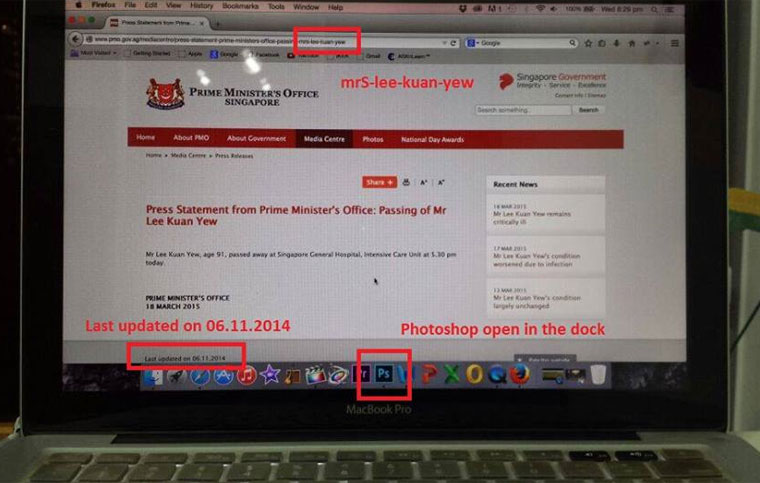 Firefox File Edit View History Bookmarks Tools Window Help
100% Wed 8:29 pm
Press Statement from Prime...
www.pmo.gov.sg/mediacentre/press-statement-prime-ministers-office-passing-mrs-lee-kuan-yew
Google
Most Visited Getting Started Apple Google Facebook Gmail
mrS-lee-kuan-yew
PRIME MINISTER'S OFFICE
SINGAPORE
Singapore Government
Integrity · Service · Excellence
Contact Info | Sitemap
Search something... Search
Home About PMO About Government Media Centre Photos National Day Awards
Home » Media Centre » Press Releases
Share + A- A+
Recent News
Press Statement from Prime Minister's Office: Passing of Mr
Lee Kuan Yew
18 MAR 2015
Mr Lee Kuan Yew remains
critically ill
Mr Lee Kuan Yew, age 91, passed away at Singapore General Hospital, Intensive Care Unit at 5.30 pm
today.
17 MAR 2015
Mr Lee Kuan Yew's condition
worsened due to infection
13 MAR 2015
Mr Lee Kuan Yew's condition
largely unchanged
PRIME MINISTER'S OFFICE
18 MARCH 2015
Last updated on 06.11.2014
Photoshop open in the dock
Last updated on 06.11.2014
Ps
MacBook Pro